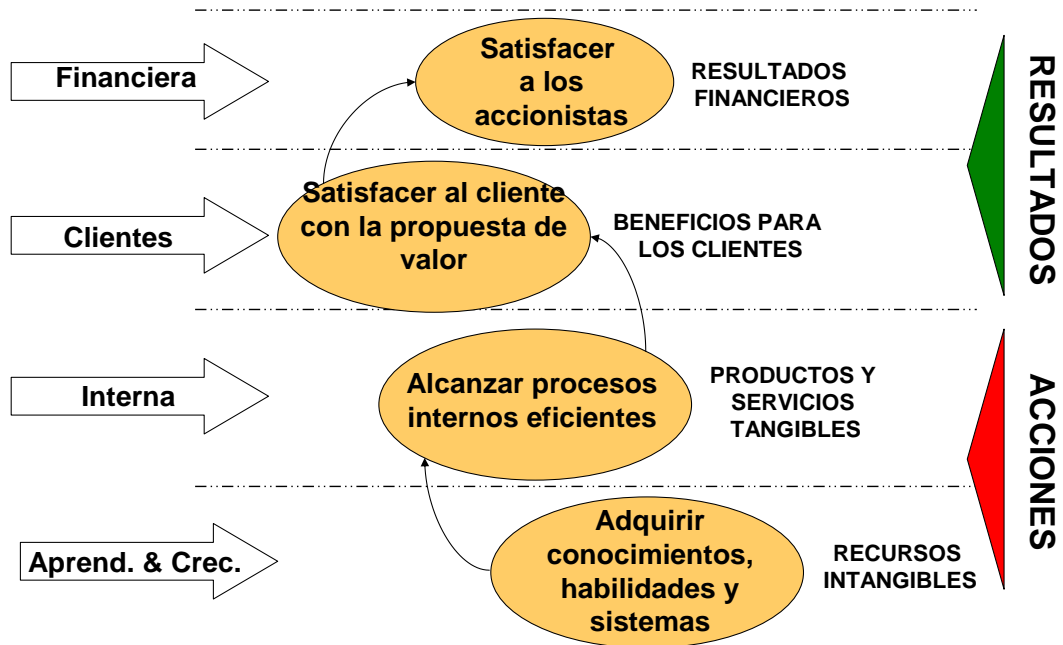 Financiera
Satisfacer
a los
accionistas
RESULTADOS
FINANCIEROS
RESULTADOS
Clientes
Satisfacer al cliente
con la propuesta de
valor
BENEFICIOS PARA
LOS CLIENTES
Interna
Alcanzar procesos
internos eficientes
PRODUCTOS Y
SERVICIOS
TANGIBLES
ACCIONES
Aprend. & Crec.
Adquirir
conocimientos,
habilidades y
sistemas
RECURSOS
INTANGIBLES